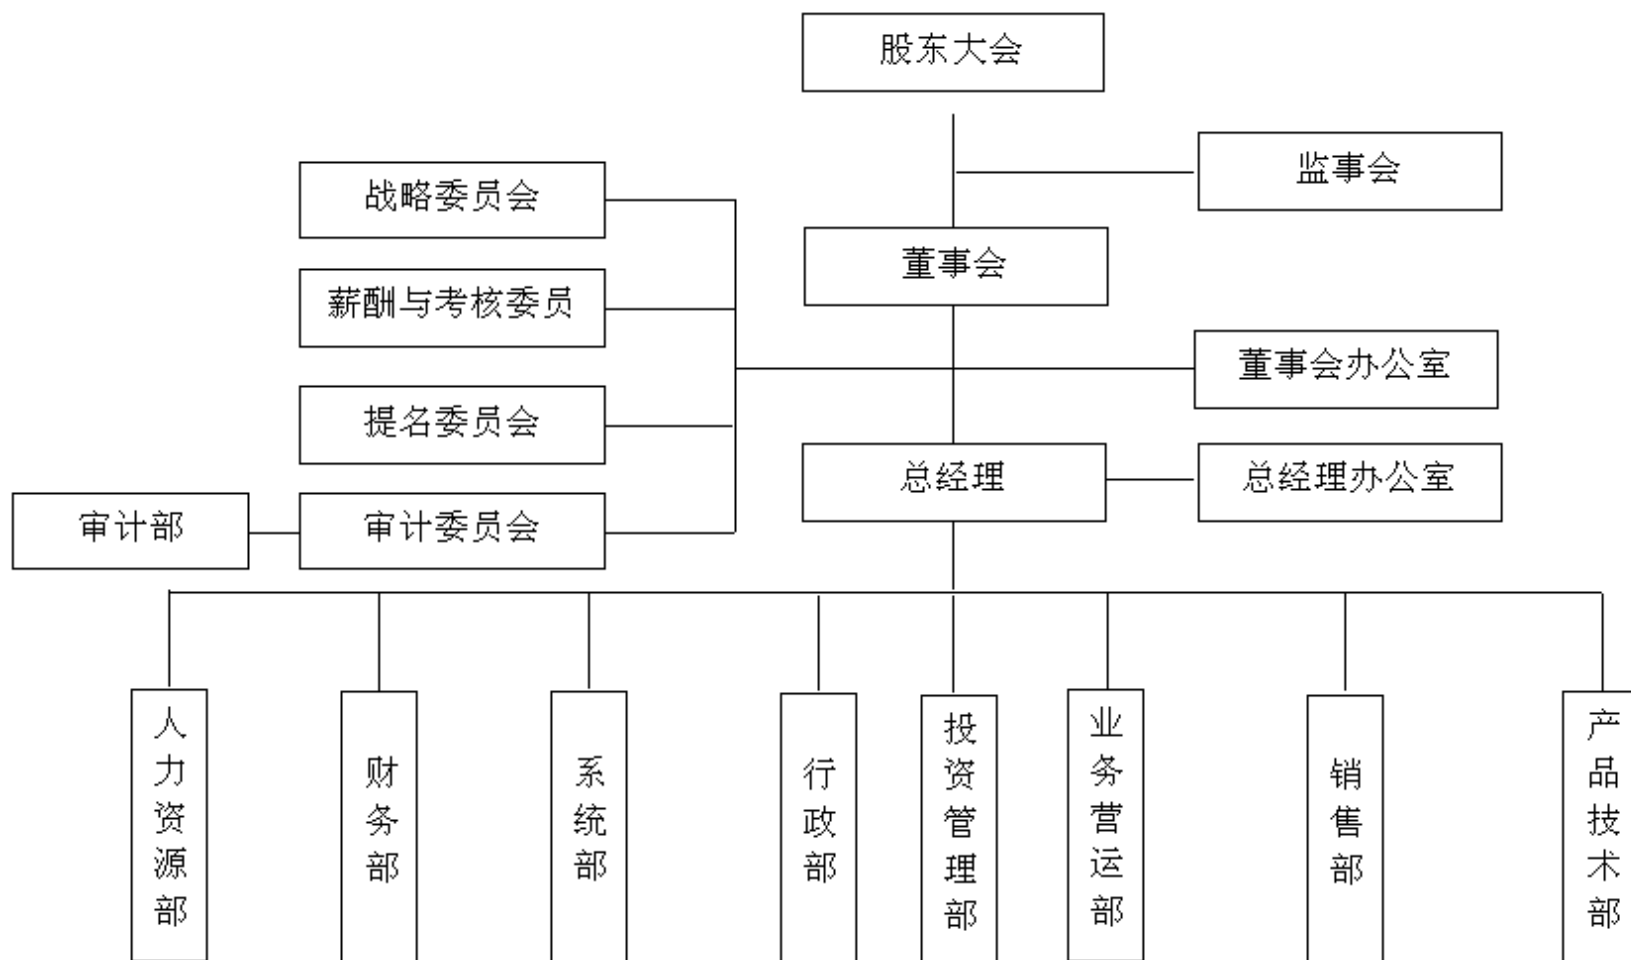 股东大会
监事会
战略委员会
董事会
薪酬与考核委员
董事会办公室
提名委员会
总经理
总经理办公室
审计部
审计委员会
人力资源部
财务部
系统部
行政部
投资管理部
业务营运部
销售部
产品技术部